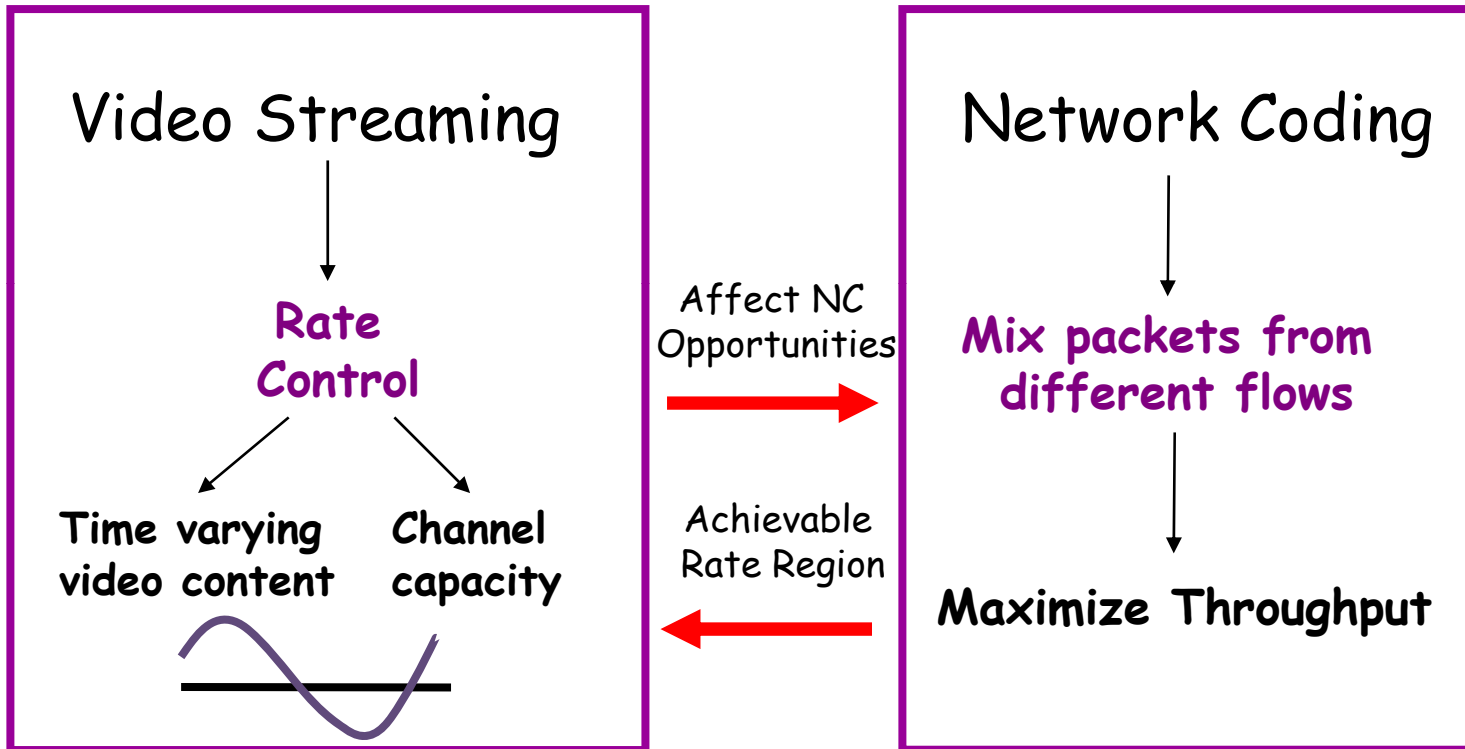 Video Streaming
Rate
Control
Time varying
video content
Channel
capacity
Affect NC
Opportunities
Achievable
Rate Region
Network Coding
Mix packets from
different flows
Maximize Throughput